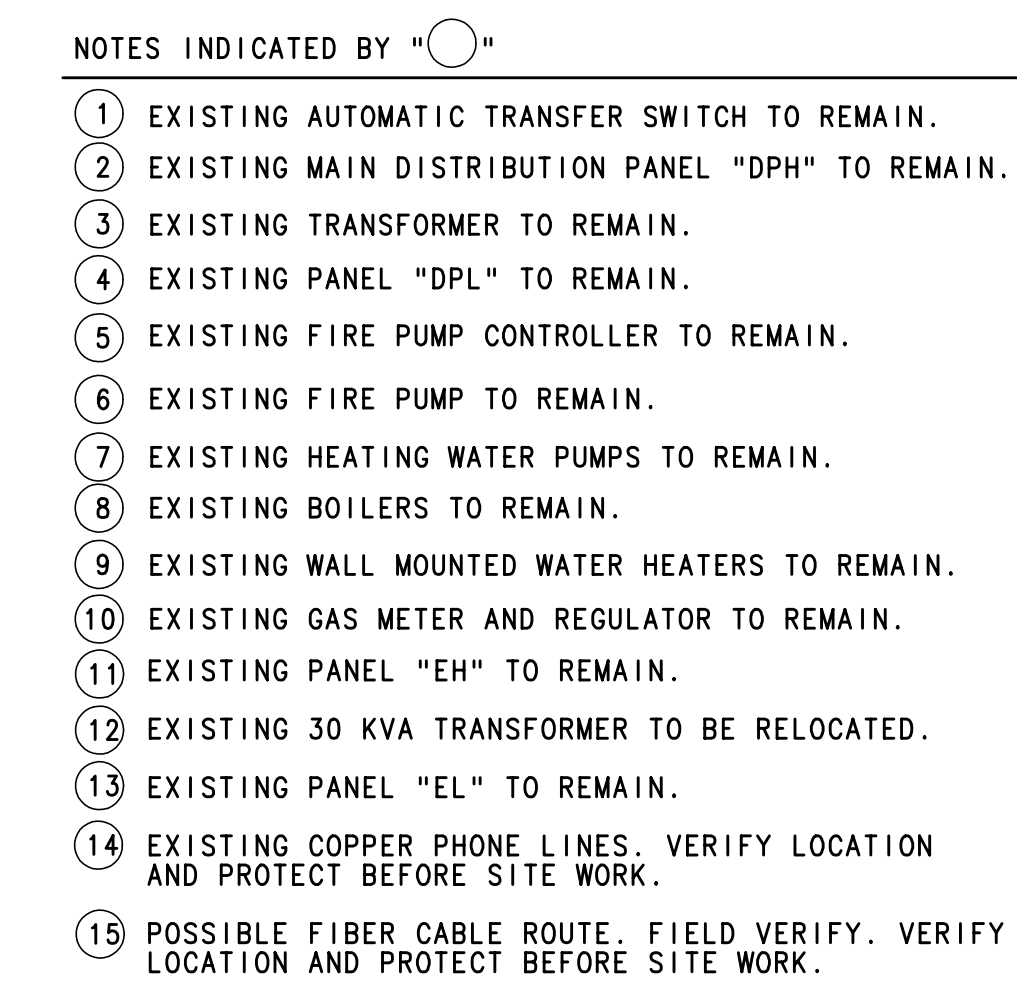 NOTES INDICATED BY " "
1 EXISTING AUTOMATIC TRANSFER SWITCH TO REMAIN.
2 EXISTING MAIN DISTRIBUTION PANEL "DPH" TO REMAIN.
3 EXISTING TRANSFORMER TO REMAIN.
4 EXISTING PANEL "DPL" TO REMAIN.
5 EXISTING FIRE PUMP CONTROLLER TO REMAIN.
6 EXISTING FIRE PUMP TO REMAIN.
7 EXISTING HEATING WATER PUMPS TO REMAIN.
8 EXISTING BOILERS TO REMAIN.
9 EXISTING WALL MOUNTED WATER HEATERS TO REMAIN.
10 EXISTING GAS METER AND REGULATOR TO REMAIN.
11 EXISTING PANEL "EH" TO REMAIN.
12 EXISTING 30 KVA TRANSFORMER TO BE RELOCATED.
13 EXISTING PANEL "EL" TO REMAIN.
14 EXISTING COPPER PHONE LINES. VERIFY LOCATION
AND PROTECT BEFORE SITE WORK.
15 POSSIBLE FIBER CABLE ROUTE. FIELD VERIFY. VERIFY
LOCATION AND PROTECT BEFORE SITE WORK.